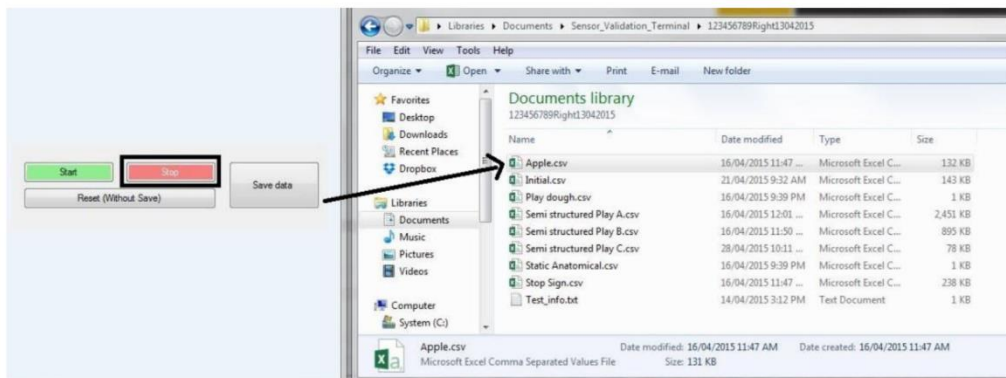 Start
Stop
Save data
Reset (Without Save)
Libraries Documents Sensor_Validation_Terminal 123456789Right13042015
File Edit View Tools Help
Organize Open Share with Print E-mail New folder
Favorites
Desktop
Downloads
Recent Places
Dropbox
Libraries
Documents
Music
Pictures
Videos
Computer
System (C:)
Documents library
123456789Right13042015
Name Date modified Type Size
Apple.csv 16/04/2015 11:47 ... Microsoft Excel C... 132 KB
Initial.csv 21/04/2015 9:32 AM Microsoft Excel C... 143 KB
Play dough.csv 16/04/2015 9:39 PM Microsoft Excel C... 1 KB
Semi structured Play A.csv 16/04/2015 12:01 ... Microsoft Excel C... 2,451 KB
Semi structured Play B.csv 16/04/2015 11:50 ... Microsoft Excel C... 895 KB
Semi structured Play C.csv 28/04/2015 10:11 ... Microsoft Excel C... 78 KB
Static Anatomical.csv 16/04/2015 9:39 PM Microsoft Excel C... 1 KB
Stop Sign.csv 16/04/2015 11:47 ... Microsoft Excel C... 238 KB
Test_info.txt 14/04/2015 3:12 PM Text Document 1 KB
Apple.csv Date modified: 16/04/2015 11:47 AM Date created: 16/04/2015 11:47 AM
Microsoft Excel Comma Separated Values File Size: 131 KB